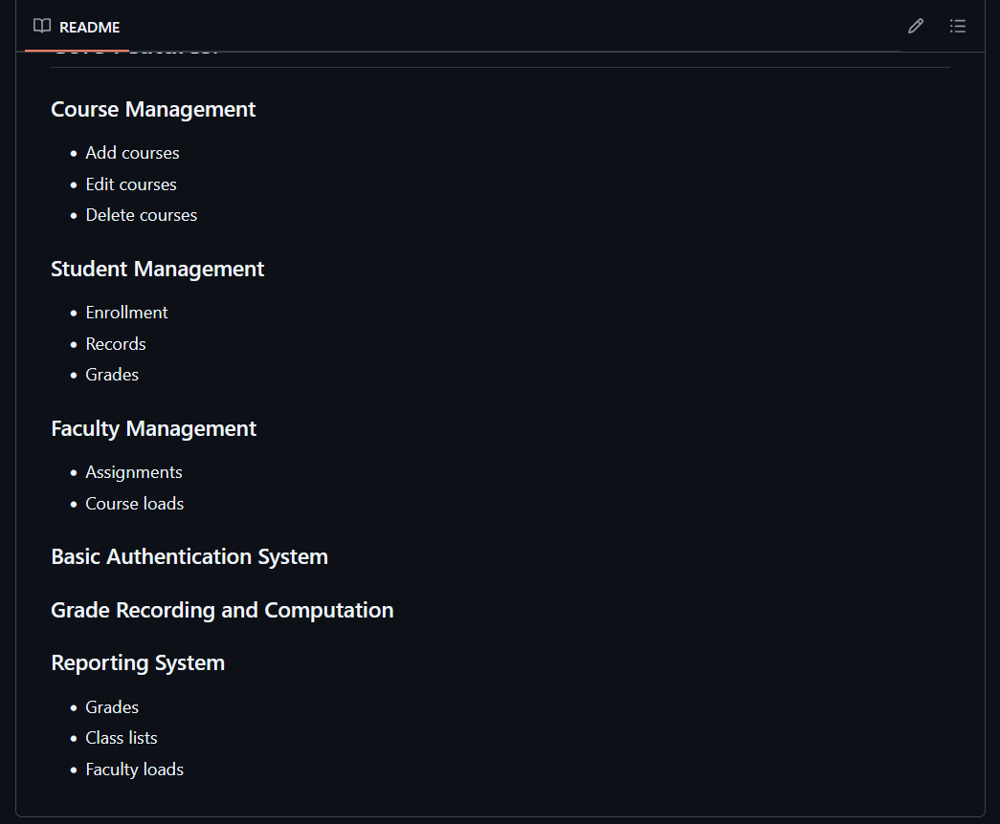 README
Course Management
Add courses
Edit courses
Delete courses
Student Management
Enrollment
Records
Grades
Faculty Management
Assignments
Course loads
Basic Authentication System
Grade Recording and Computation
Reporting System
Grades
Class lists
Faculty loads